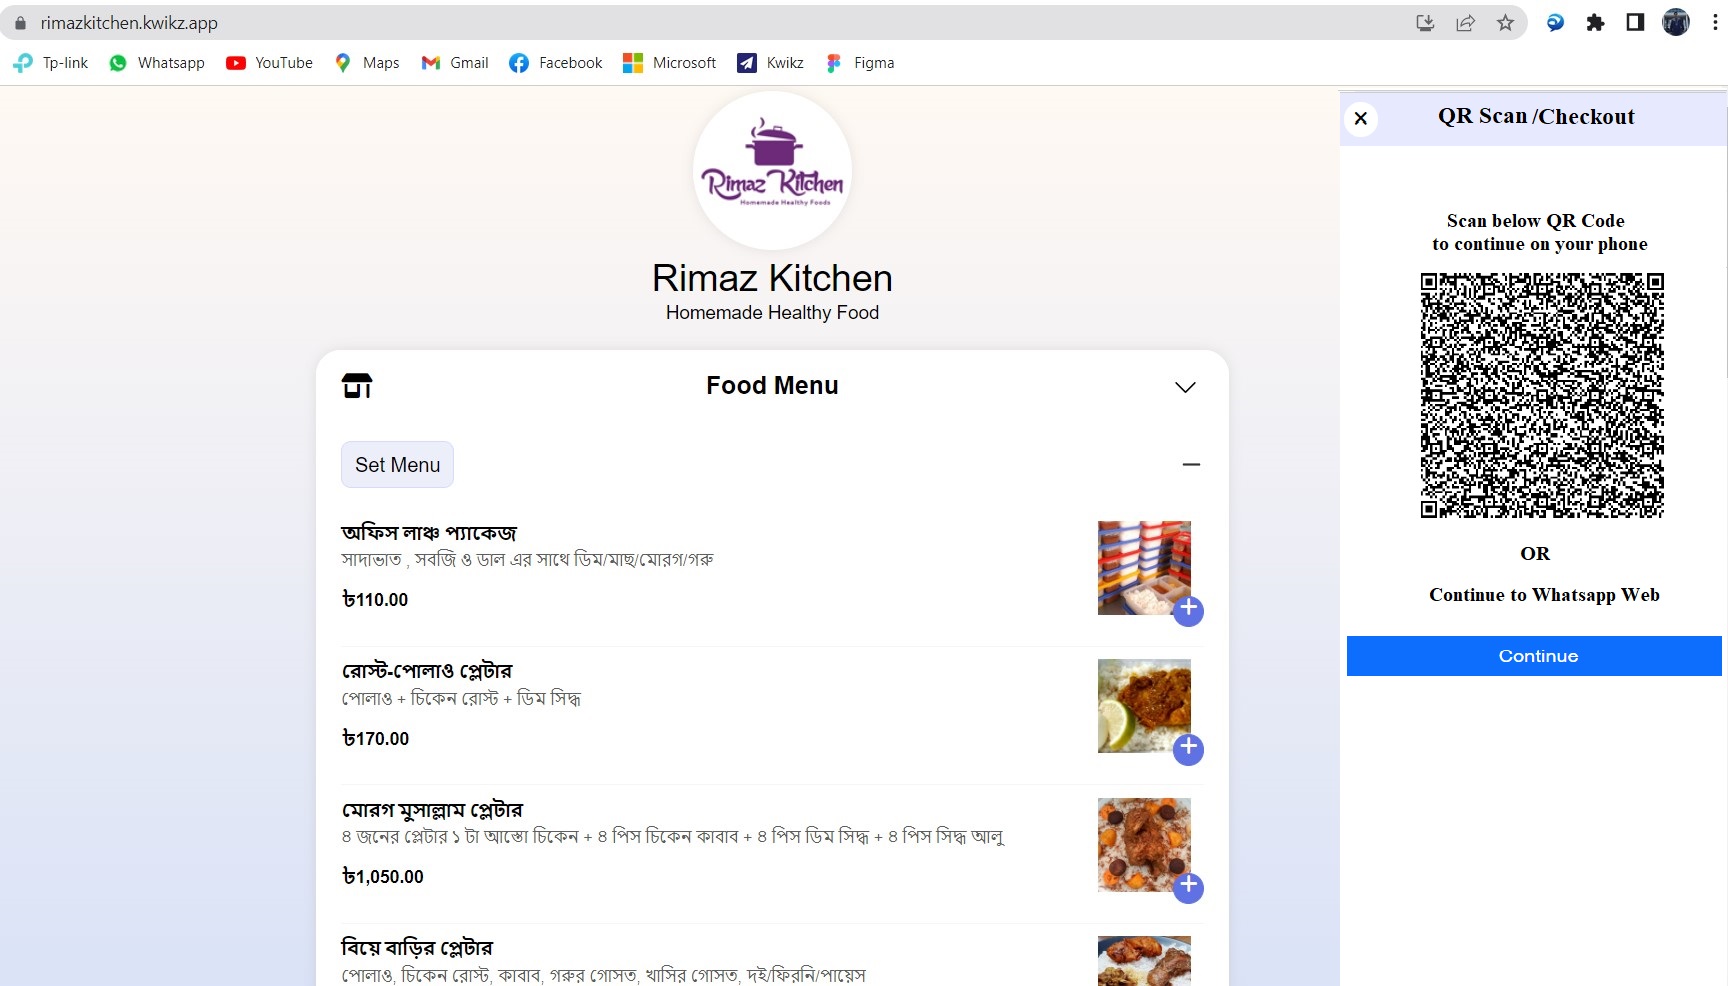 rimazkitchen.kwikz.app
Tp-link Whatsapp YouTube Maps Gmail Facebook Microsoft Kwikz Figma
Rimaz Kitchen
Homemade Healthy Foods
Rimaz Kitchen
Homemade Healthy Food
Food Menu
Set Menu
অফিস লাঞ্চ প্যাকেজ
সাদাভাত , সবজি ও ডাল এর সাথে ডিম/মাছ/মোরগ/গরু
৳110.00
রোস্ট-পোলাও প্লেটার
পোলাও + চিকেন রোস্ট + ডিম সিদ্ধ
৳170.00
মোরগ মুসাল্লাম প্লেটার
৪ জনের প্লেটার ১ টা আস্তো চিকেন + ৪ পিস চিকেন কাবাব + ৪ পিস ডিম সিদ্ধ + ৪ পিস সিদ্ধ আলু
৳1,050.00
বিয়ে বাড়ির প্লেটার
পোলাও, চিকেন রোস্ট, কাবাব, গরুর গোসত, খাসির গোসত, দই/ফিরনি/পায়েস
QR Scan /Checkout
Scan below QR Code
to continue on your phone
OR
Continue to Whatsapp Web
Continue